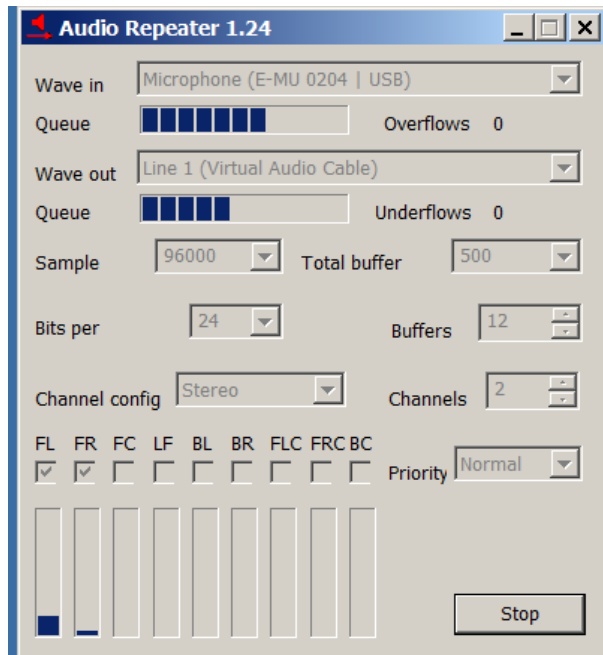 Audio Repeater 1.24
Wave in Microphone (E-MU 0204 | USB)
Queue Overflows 0
Wave out Line 1 (Virtual Audio Cable)
Queue Underflows 0
Sample 96000 Total buffer 500
Bits per 24 Buffers 12
Channel config Stereo Channels 2
FL FR FC LF BL BR FLC FRC BC
Priority Normal
Stop